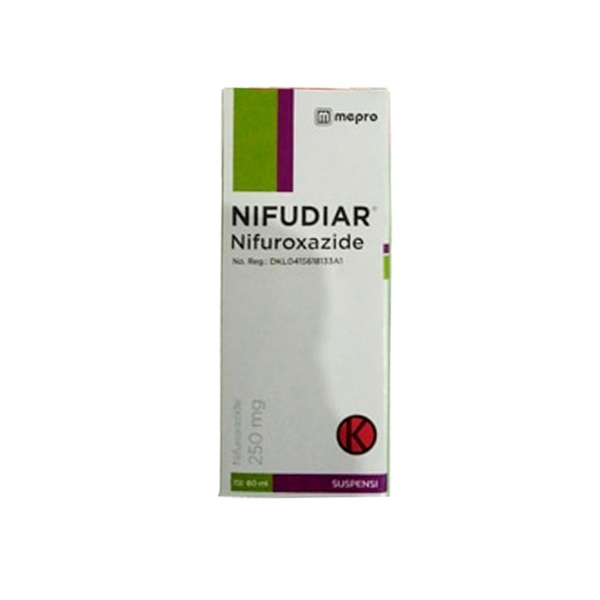 mepro
NIFUDIAR®
Nifuroxazide
No. Reg.: DKL0415618133A1
Nifuroxazide
250 mg
K
60 ml
SUSPENSI